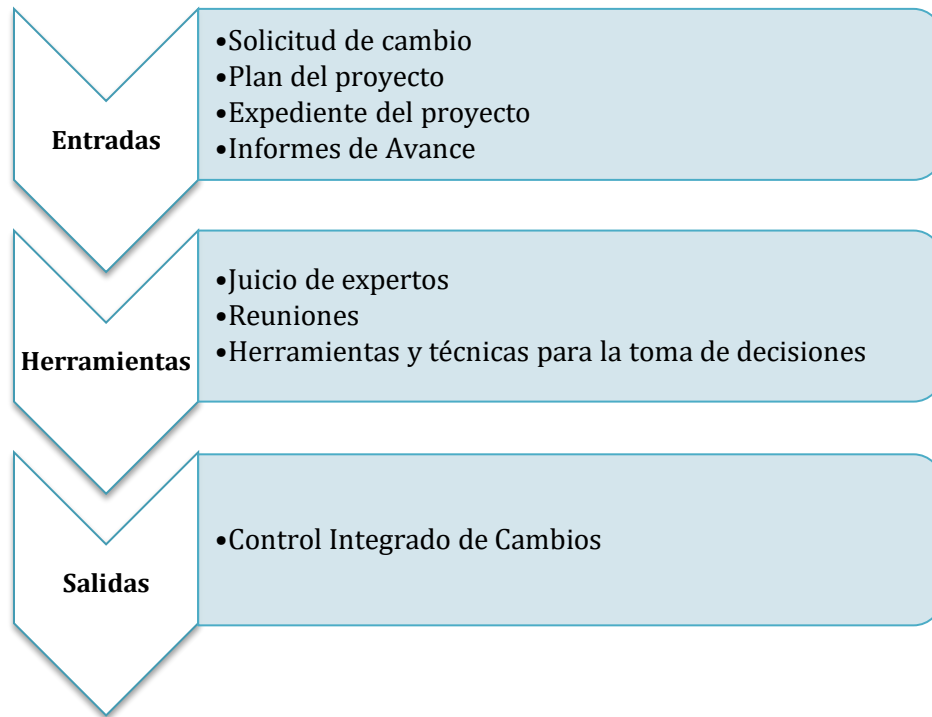 Entradas
•Solicitud de cambio
•Plan del proyecto
•Expediente del proyecto
•Informes de Avance
Herramientas
•Juicio de expertos
•Reuniones
•Herramientas y técnicas para la toma de decisiones
Salidas
•Control Integrado de Cambios